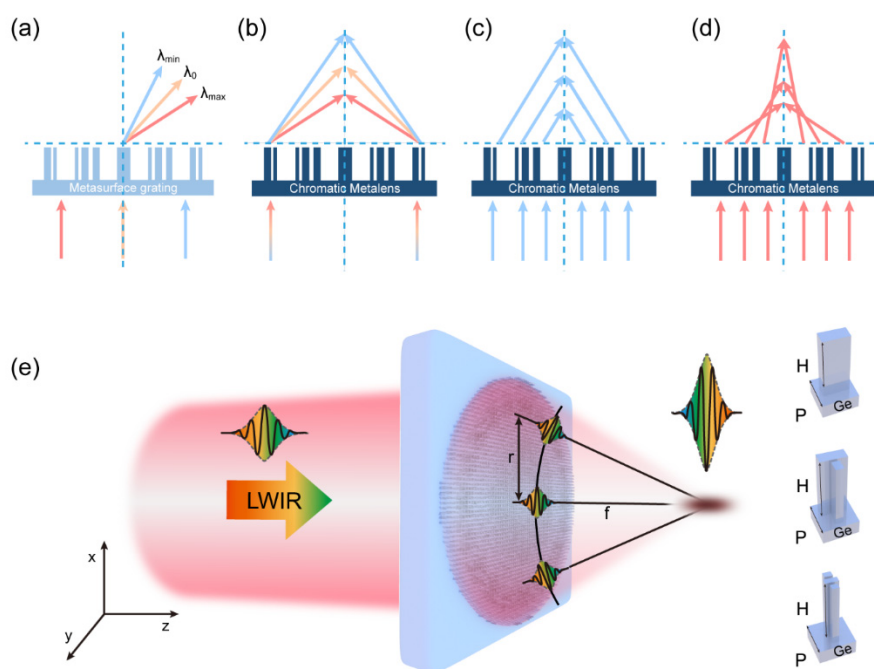 (a)
λmin
λ0
λmax
Metasurface grating
(b)
Chromatic Metalens
(c)
Chromatic Metalens
(d)
Chromatic Metalens
(e)
LWIR
r
f
x
y
z
H
P
Ge
H
P
Ge
H
P
Ge